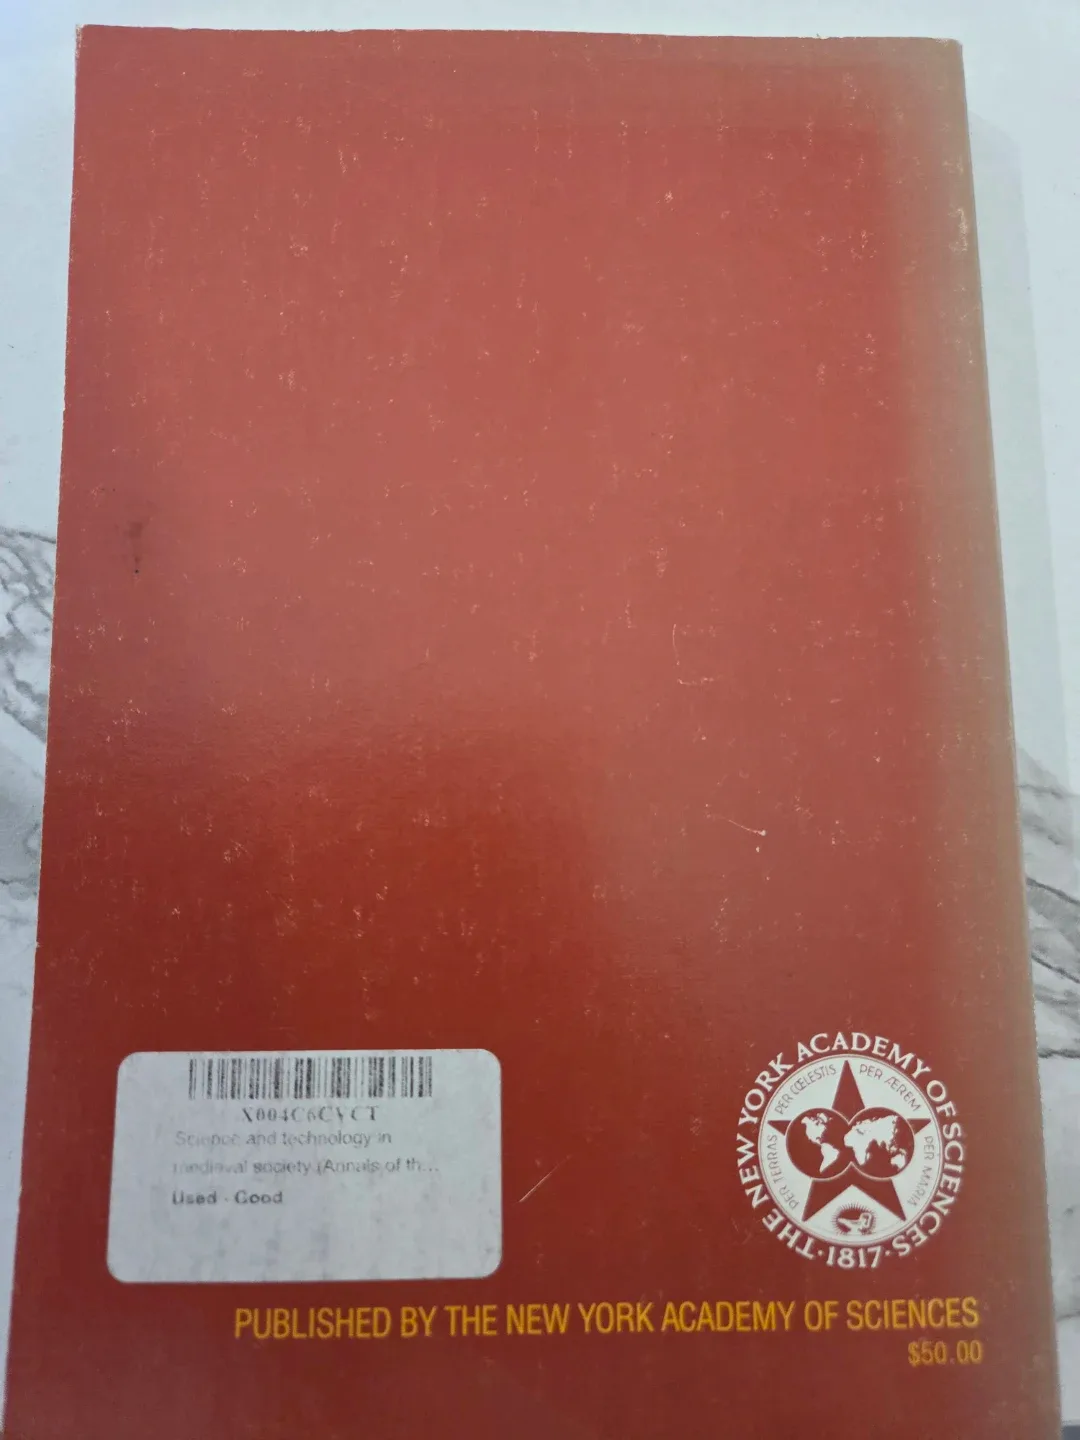 X004C6CVCT
Science and technology in
medieval society (Annals of th...
Used - Good
THE NEW YORK ACADEMY OF SCIENCES
·1817·
PER TERRAS PER CŒLESTIS PER ÆREM PER MARIA
PUBLISHED BY THE NEW YORK ACADEMY OF SCIENCES
$50.00